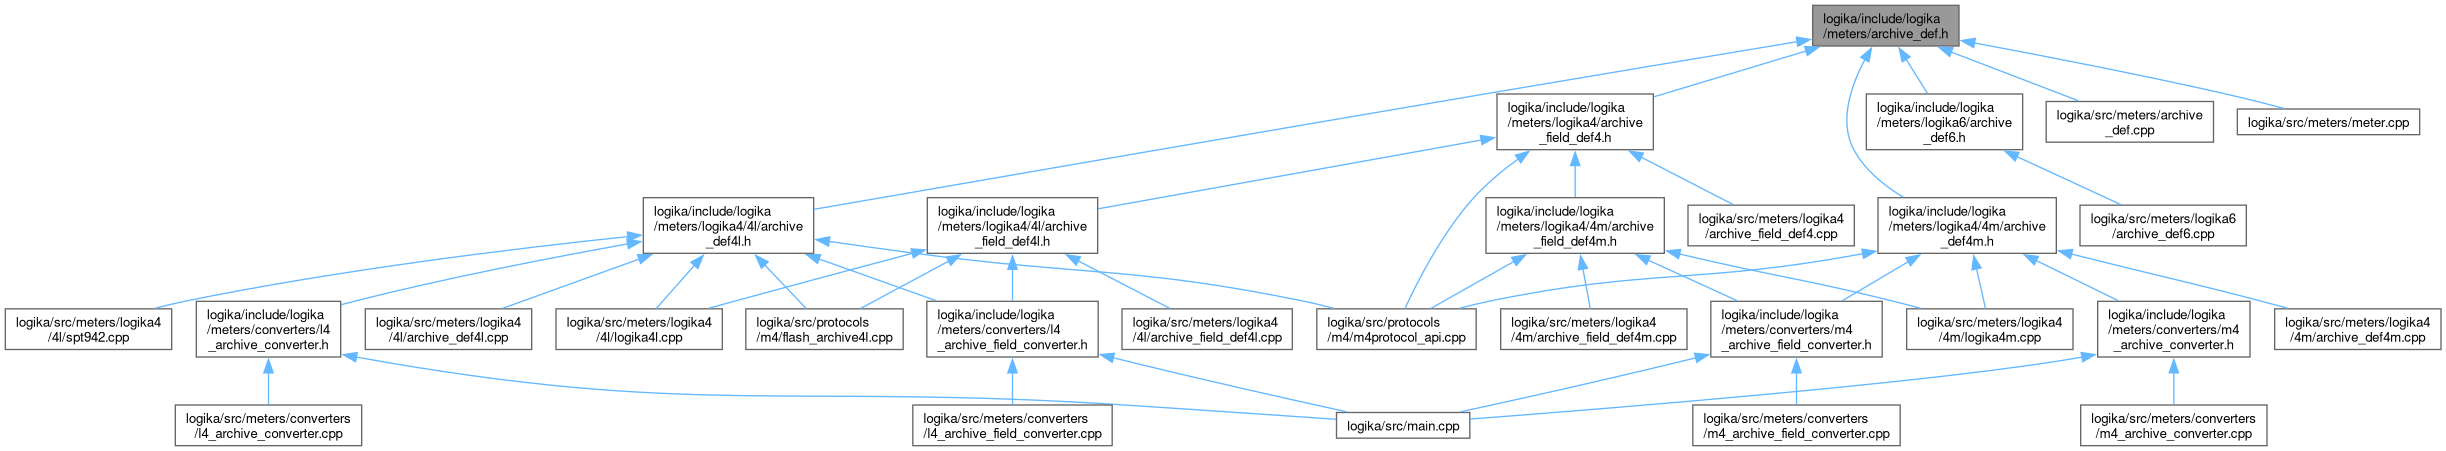 logika/include/logika
/meters/archive_def.h
logika/include/logika
/meters/logika4/archive
_field_def4.h
logika/include/logika
/meters/logika6/archive
_def6.h
logika/src/meters/archive
_def.cpp
logika/src/meters/meter.cpp
logika/include/logika
/meters/logika4/4l/archive
_def4l.h
logika/include/logika
/meters/logika4/4l/archive
_field_def4l.h
logika/include/logika
/meters/logika4/4m/archive
_field_def4m.h
logika/src/meters/logika4
/archive_field_def4.cpp
logika/include/logika
/meters/logika4/4m/archive
_def4m.h
logika/src/meters/logika6
/archive_def6.cpp
logika/src/meters/logika4
/4l/spt942.cpp
logika/include/logika
/meters/converters/l4
_archive_converter.h
logika/src/meters/logika4
/4l/archive_def4l.cpp
logika/src/meters/logika4
/4l/logika4l.cpp
logika/src/protocols
/m4/flash_archive4l.cpp
logika/include/logika
/meters/converters/l4
_archive_field_converter.h
logika/src/meters/logika4
/4l/archive_field_def4l.cpp
logika/src/protocols
/m4/m4protocol_api.cpp
logika/src/meters/logika4
/4m/archive_field_def4m.cpp
logika/include/logika
/meters/converters/m4
_archive_field_converter.h
logika/src/meters/logika4
/4m/logika4m.cpp
logika/include/logika
/meters/converters/m4
_archive_converter.h
logika/src/meters/logika4
/4m/archive_def4m.cpp
logika/src/meters/converters
/l4_archive_converter.cpp
logika/src/meters/converters
/l4_archive_field_converter.cpp
logika/src/main.cpp
logika/src/meters/converters
/m4_archive_field_converter.cpp
logika/src/meters/converters
/m4_archive_converter.cpp